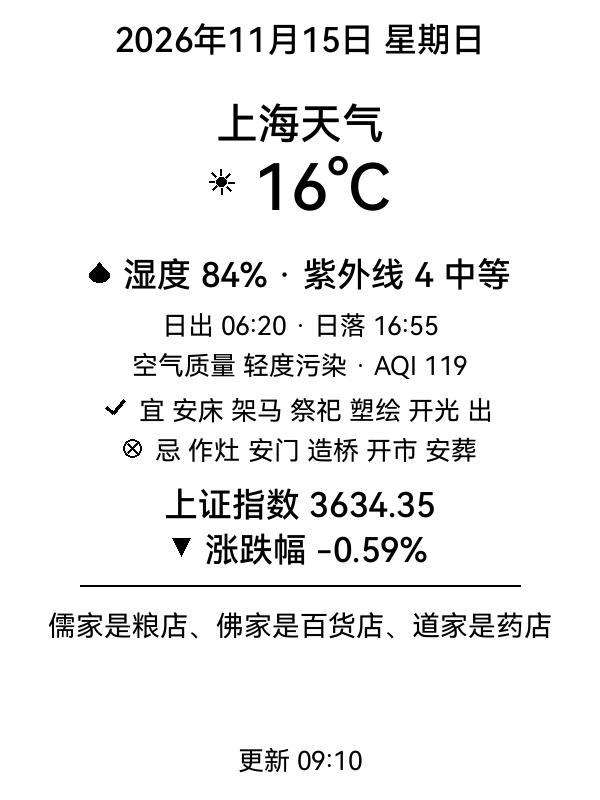 2026年11月15日 星期日
上海天气
16°C
湿度 84% · 紫外线 4 中等
日出 06:20 · 日落 16:55
空气质量 轻度污染 · AQI 119
宜 安床 架马 祭祀 塑绘 开光 出
忌 作灶 安门 造桥 开市 安葬
上证指数 3634.35
涨跌幅 -0.59%
儒家是粮店、佛家是百货店、道家是药店
更新 09:10